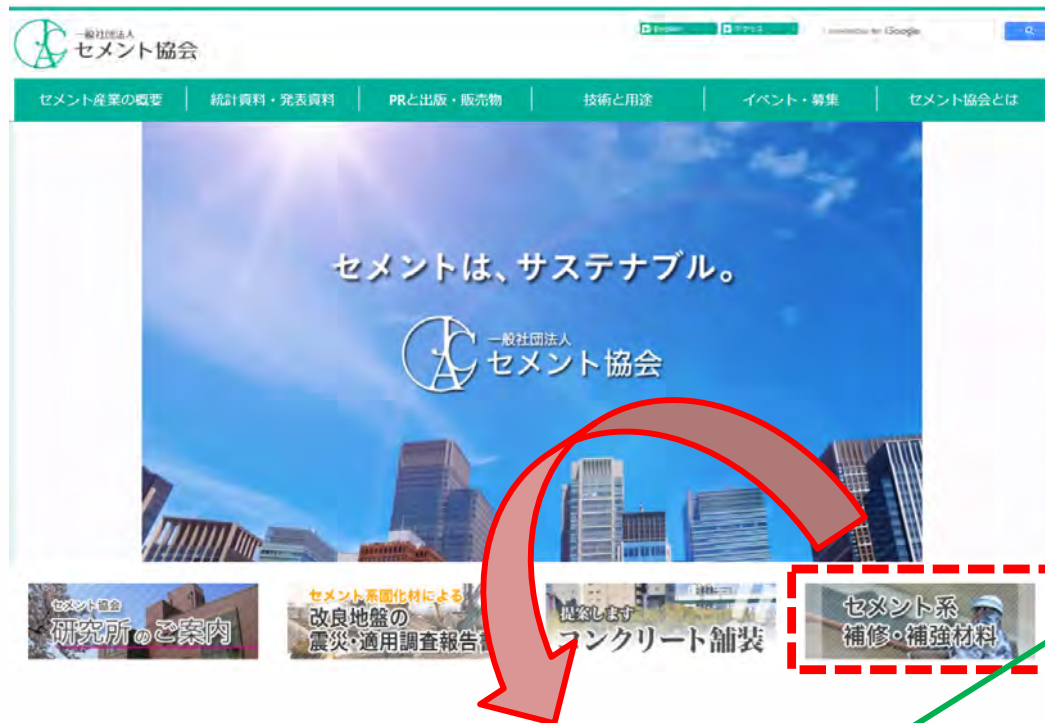 一般社団法人
セメント協会
English
アクセス
Google
セメント産業の概要
統計資料・発表資料
PRと出版・販売物
技術と用途
イベント・募集
セメント協会とは
セメントは、サステナブル。
一般社団法人
セメント協会
セメント協会
研究所のご案内
セメント系固化材による
改良地盤の
震災・適用調査報告
提案します
コンクリート舗装
セメント系
補修・補強材料